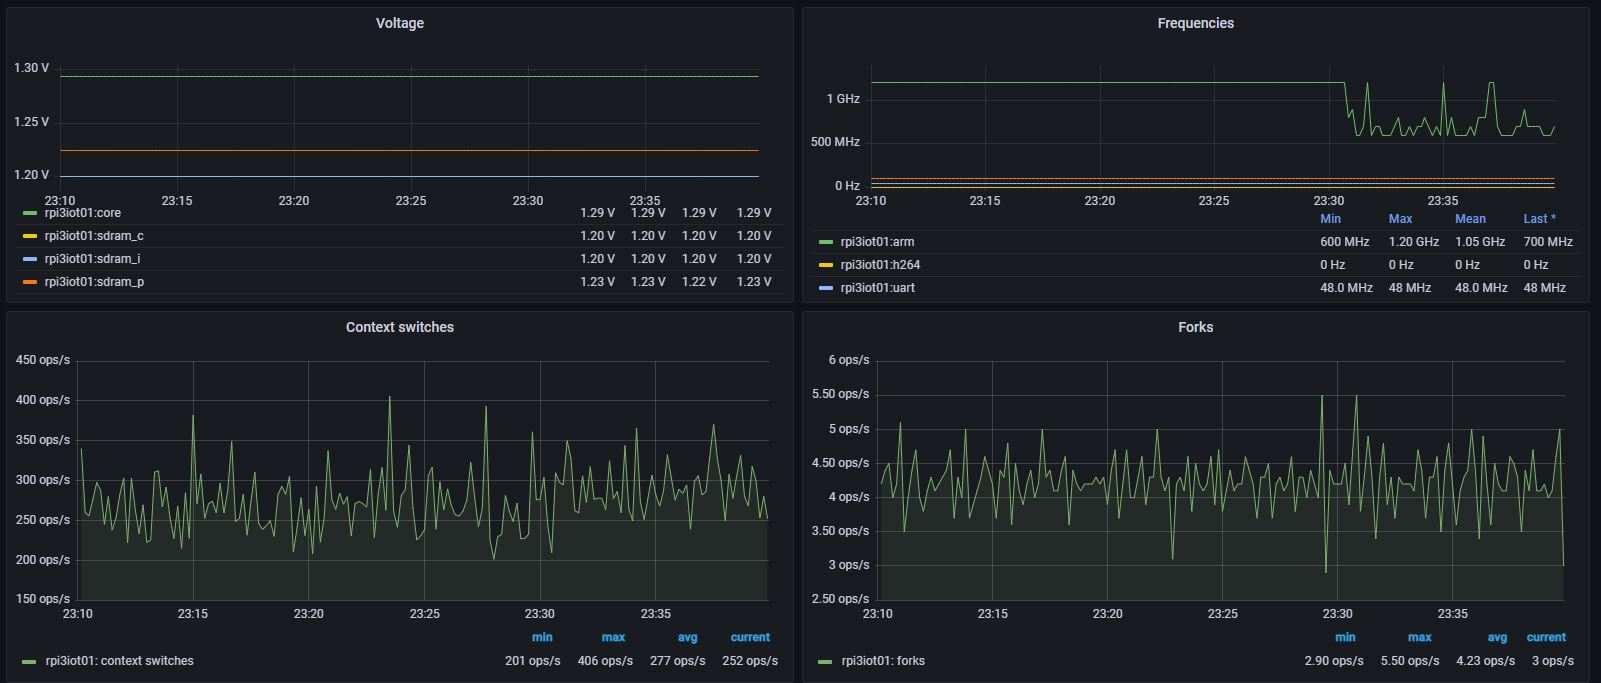 Voltage
1.30 V
1.25 V
1.20 V
23:10 23:15 23:20 23:25 23:30 23:35
rpi3iot01:core 1.29 V 1.29 V 1.29 V 1.29 V
rpi3iot01:sdram_c 1.20 V 1.20 V 1.20 V 1.20 V
rpi3iot01:sdram_i 1.20 V 1.20 V 1.20 V 1.20 V
rpi3iot01:sdram_p 1.23 V 1.23 V 1.22 V 1.23 V
Frequencies
1 GHz
500 MHz
0 Hz
23:10 23:15 23:20 23:25 23:30 23:35
Min Max Mean Last *
rpi3iot01:arm 600 MHz 1.20 GHz 1.05 GHz 700 MHz
rpi3iot01:h264 0 Hz 0 Hz 0 Hz 0 Hz
rpi3iot01:uart 48.0 MHz 48 MHz 48.0 MHz 48 MHz
Context switches
450 ops/s
400 ops/s
350 ops/s
300 ops/s
250 ops/s
200 ops/s
150 ops/s
23:10 23:15 23:20 23:25 23:30 23:35
min max avg current
rpi3iot01: context switches 201 ops/s 406 ops/s 277 ops/s 252 ops/s
Forks
6 ops/s
5.50 ops/s
5 ops/s
4.50 ops/s
4 ops/s
3.50 ops/s
3 ops/s
2.50 ops/s
23:10 23:15 23:20 23:25 23:30 23:35
min max avg current
rpi3iot01: forks 2.90 ops/s 5.50 ops/s 4.23 ops/s 3 ops/s